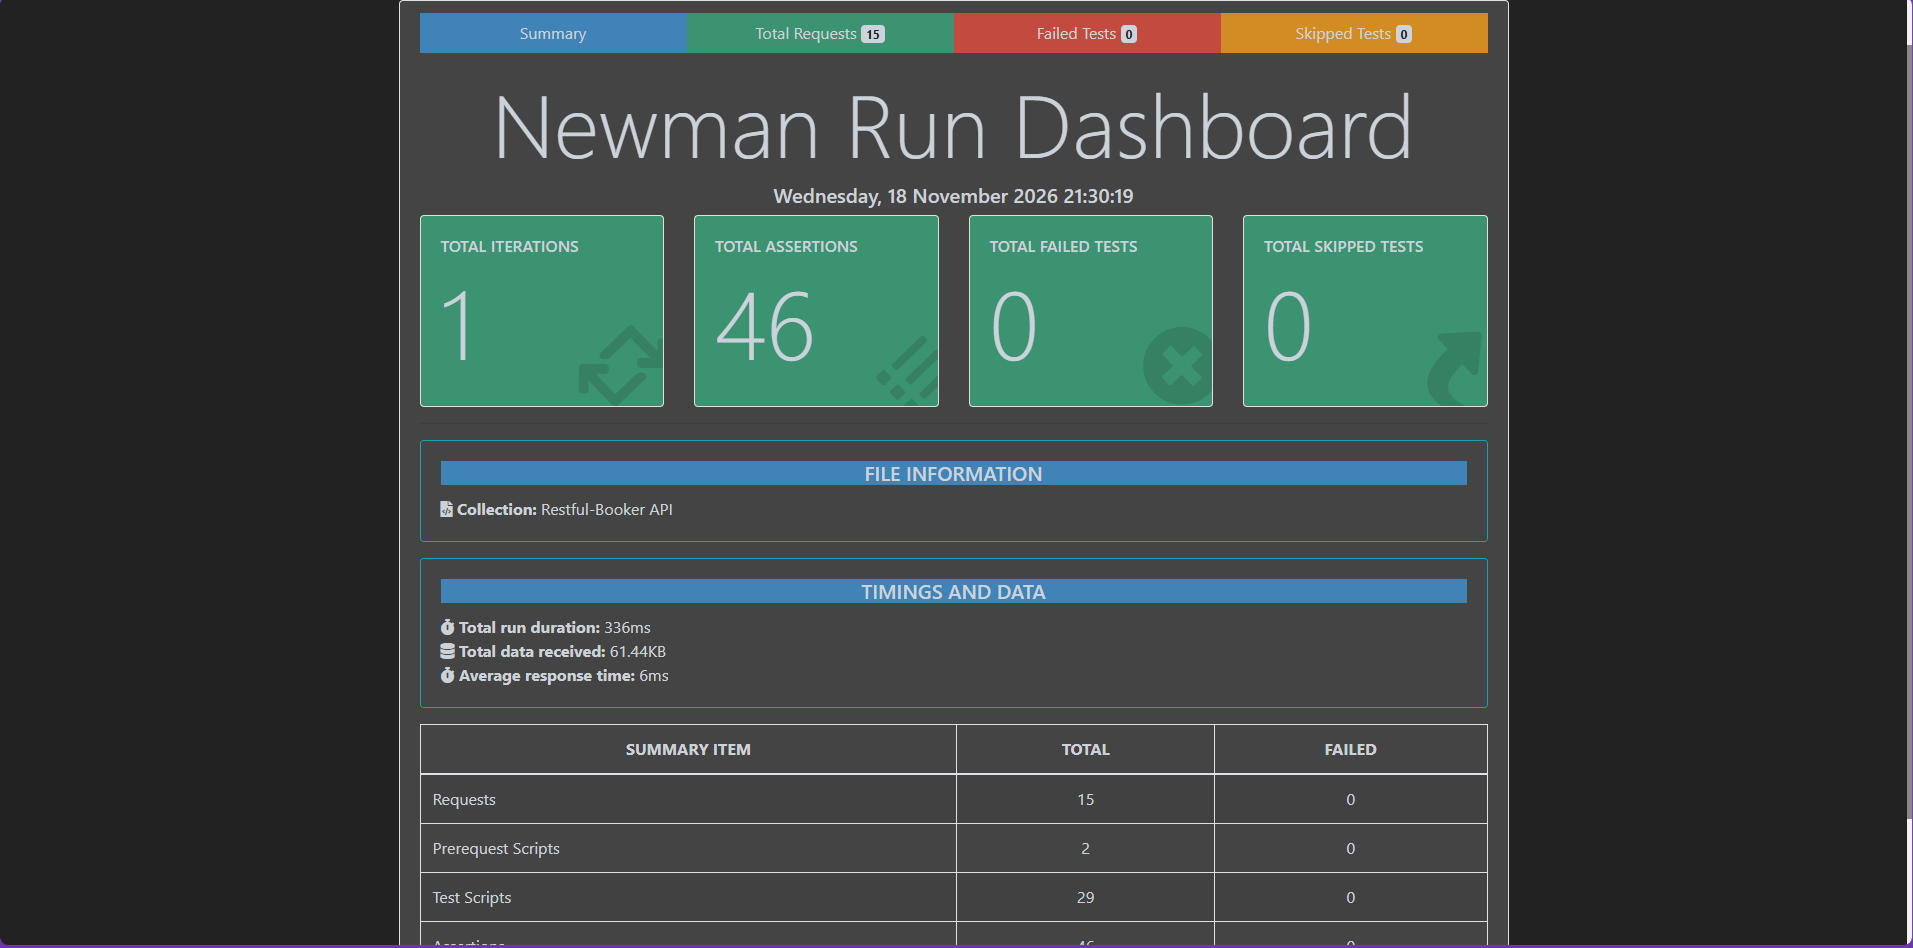 Summary Total Requests 15 Failed Tests 0 Skipped Tests 0
Newman Run Dashboard
Wednesday, 18 November 2026 21:30:19
TOTAL ITERATIONS
1
TOTAL ASSERTIONS
46
TOTAL FAILED TESTS
0
TOTAL SKIPPED TESTS
0
FILE INFORMATION
Collection: Restful-Booker API
TIMINGS AND DATA
Total run duration: 336ms
Total data received: 61.44KB
Average response time: 6ms
SUMMARY ITEM TOTAL FAILED
Requests 15 0
Prerequest Scripts 2 0
Test Scripts 29 0
Assertions 46 0